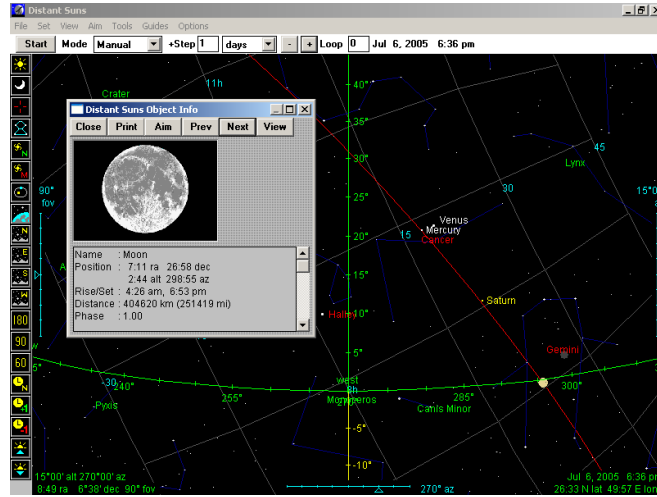 Distant Suns
File Set View Aim Tools Guides Options
Start Mode Manual +Step 1 days - + Loop 0 Jul 6, 2005 6:36 pm
11h
Crater
40°
Distant Suns Object Info
Close Print Aim Prev Next View
35°
30°
25°
20°
15°
10°
5°
-5°
-10°
45
Lynx
30
15
15°0
90°
fov
Venus
Mercury
Cancer
Name : Moon
Position : 7:11 ra 26:58 dec
2:44 alt 298:55 az
Rise/Set : 4:26 am, 6:53 pm
Distance : 404620 km (251419 mi)
Phase : 1.00
Saturn
Gemini
N
M
N
E
S
W
180
90
60
N
+1
-1
-30
240°
255°
west
8h
285°
300°
Pyxis
Canis Minor
15°00' alt 270°00' az
8:49 ra 6°38' dec 90° fov
270° az
Jul 6, 2005 6:36 pm
26:33 N lat 49:57 E lon